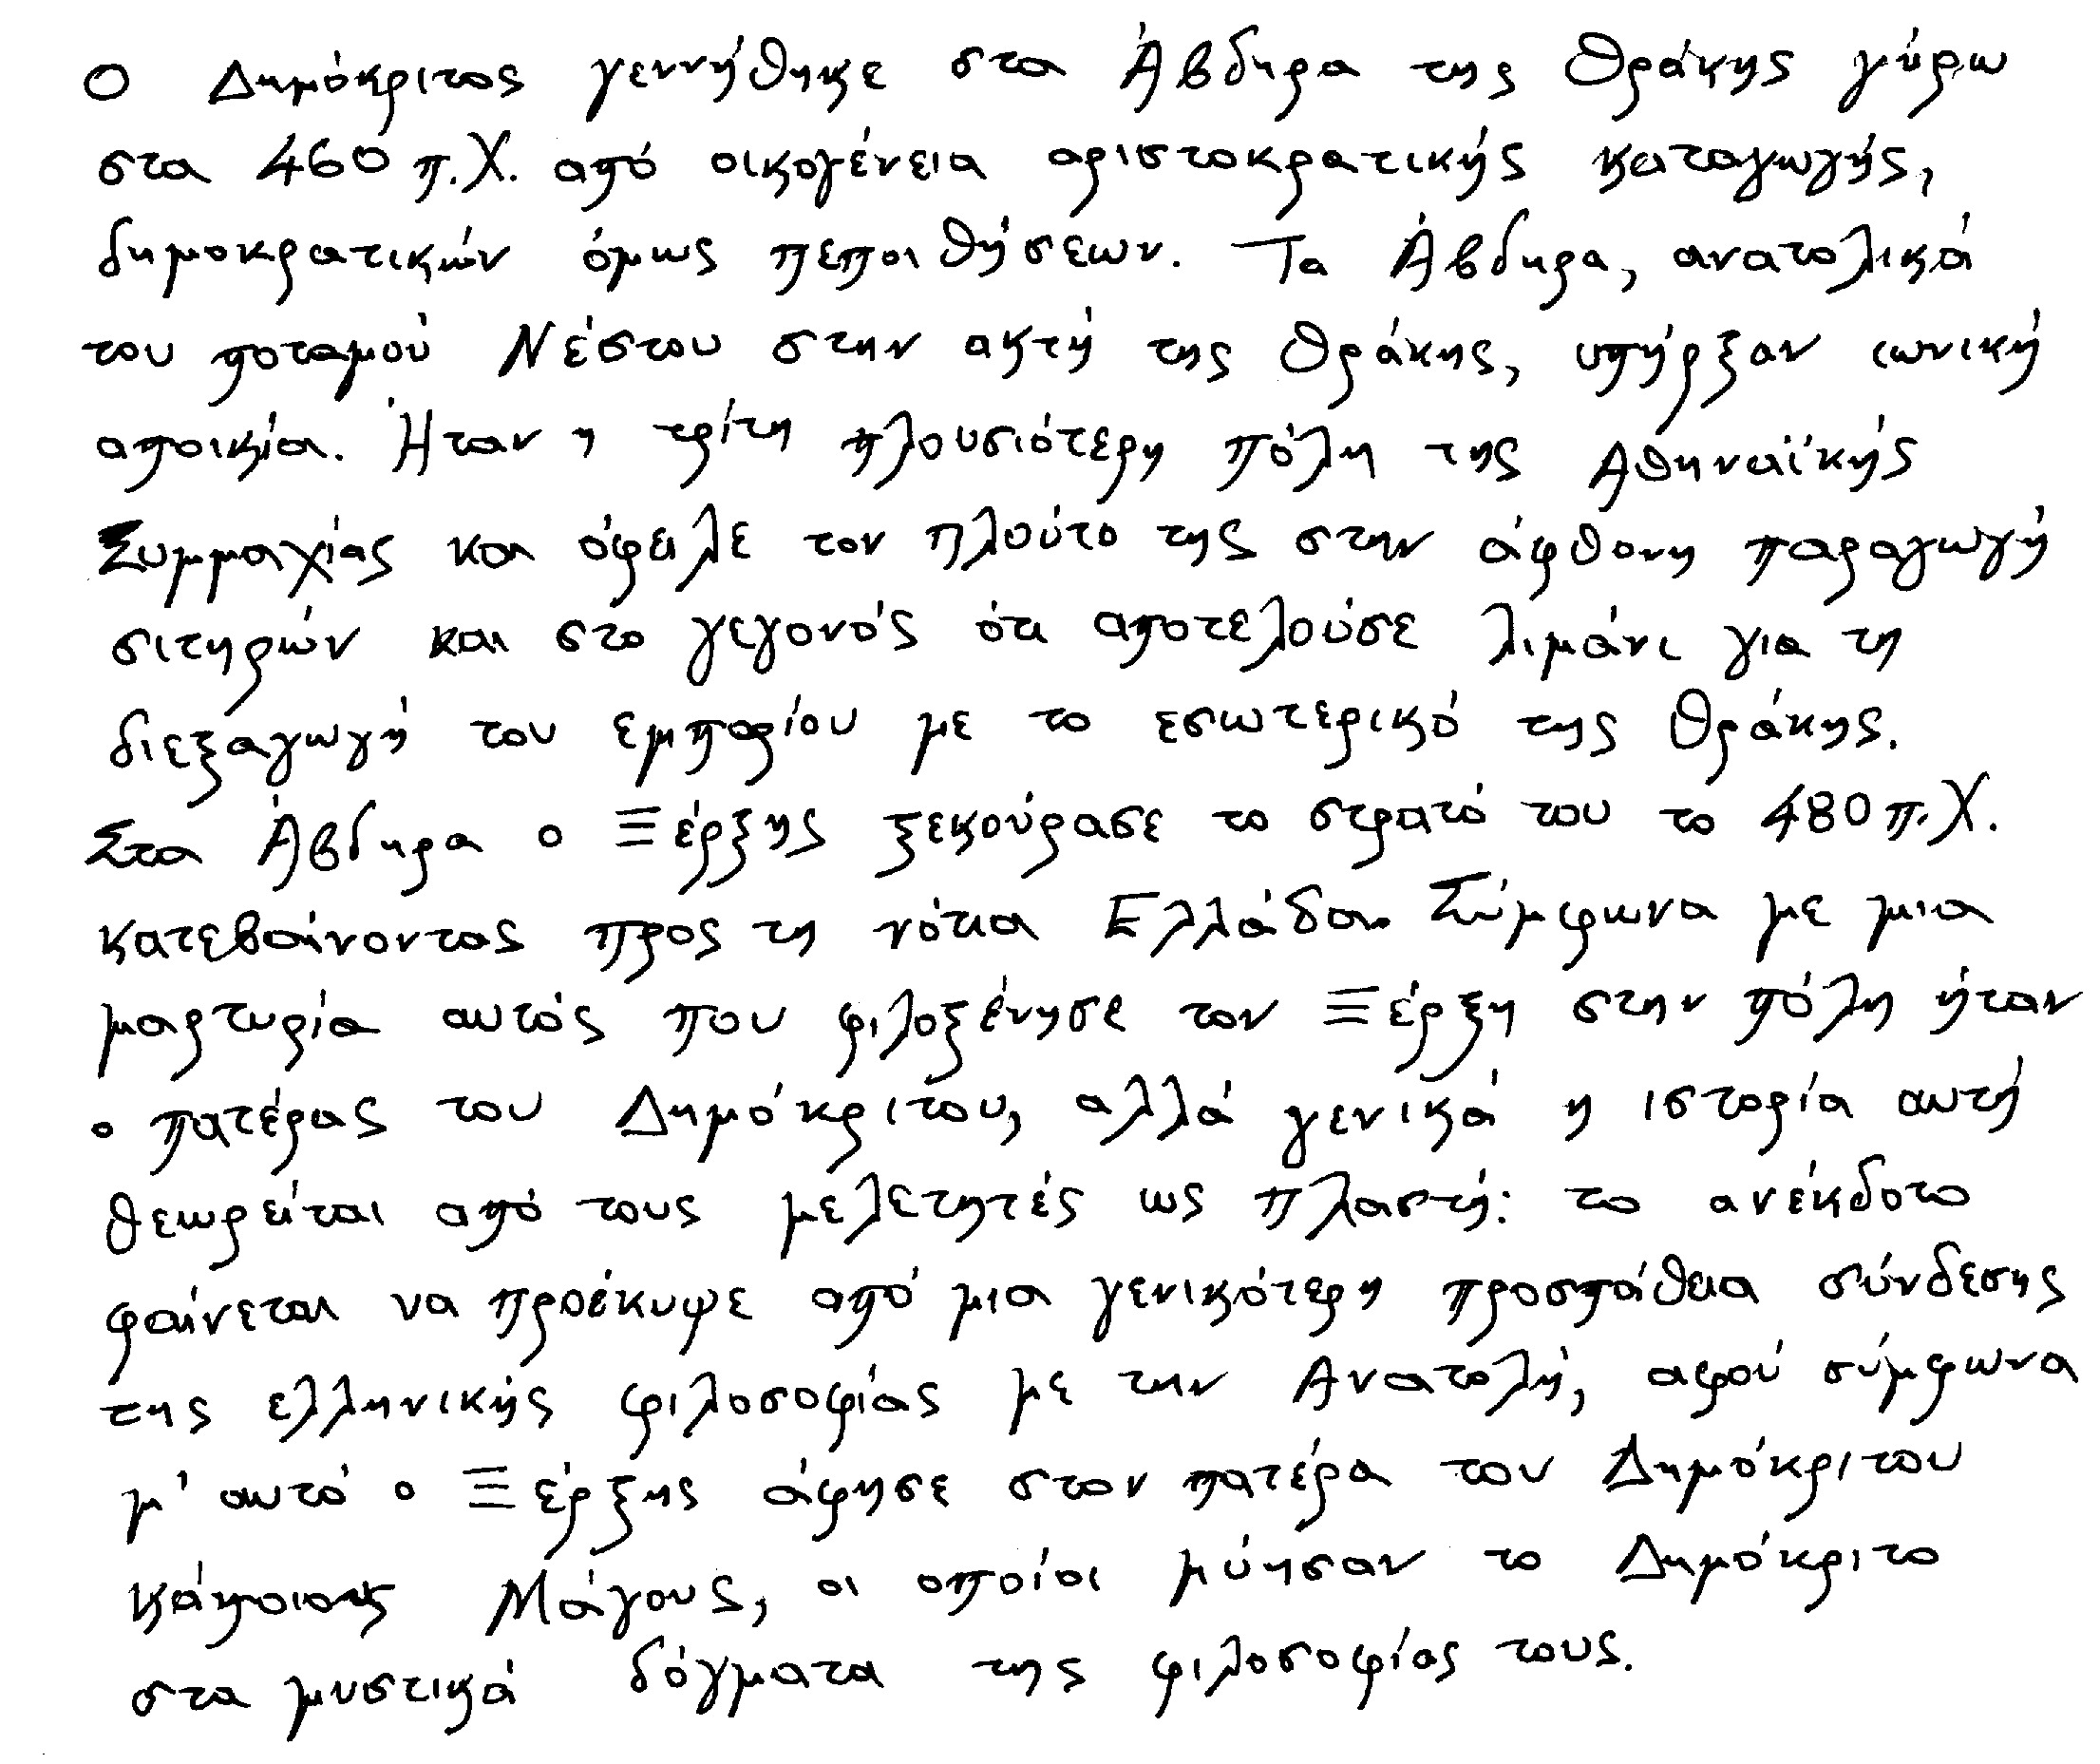 Ο Δημόκριτος γεννήθηκε στα Άβδηρα της Θράκης γύρω
στα 460 π.Χ. από οικογένεια αριστοκρατικής καταγωγής,
δημοκρατικών όμως πεποιθήσεων. Τα Άβδηρα, ανατολικά
του ποταμού Νέστου στην ακτή της Θράκης, υπήρξαν ιωνική
αποικία. Ήταν η τρίτη πλουσιότερη πόλη της Αθηναϊκής
Συμμαχίας και όφειλε τον πλούτο της στην άφθονη παραγωγή
σιτηρών και στο γεγονός ότι αποτελούσε λιμάνι για τη
διεξαγωγή του εμπορίου με το εσωτερικό της Θράκης.
Στα Άβδηρα ο Ξέρξης ξεκούρασε το στρατό του το 480 π.Χ.
κατεβαίνοντας προς τη νότια Ελλάδα. Σύμφωνα με μια
μαρτυρία αυτός που φιλοξένησε τον Ξέρξη στην πόλη ήταν
ο πατέρας του Δημόκριτου, αλλά γενικά η ιστορία αυτή
θεωρείται από τους μελετητές ως πλαστή: το ανέκδοτο
φαίνεται να προέκυψε από μια γενικότερη προσπάθεια σύνδεσης
της ελληνικής φιλοσοφίας με την Ανατολή, αφού σύμφωνα
μ' αυτό ο Ξέρξης άφησε στον πατέρα του Δημόκριτου
κάποιους Μάγους, οι οποίοι μύησαν το Δημόκριτο
στα μυστικά δόγματα της φιλοσοφίας τους.